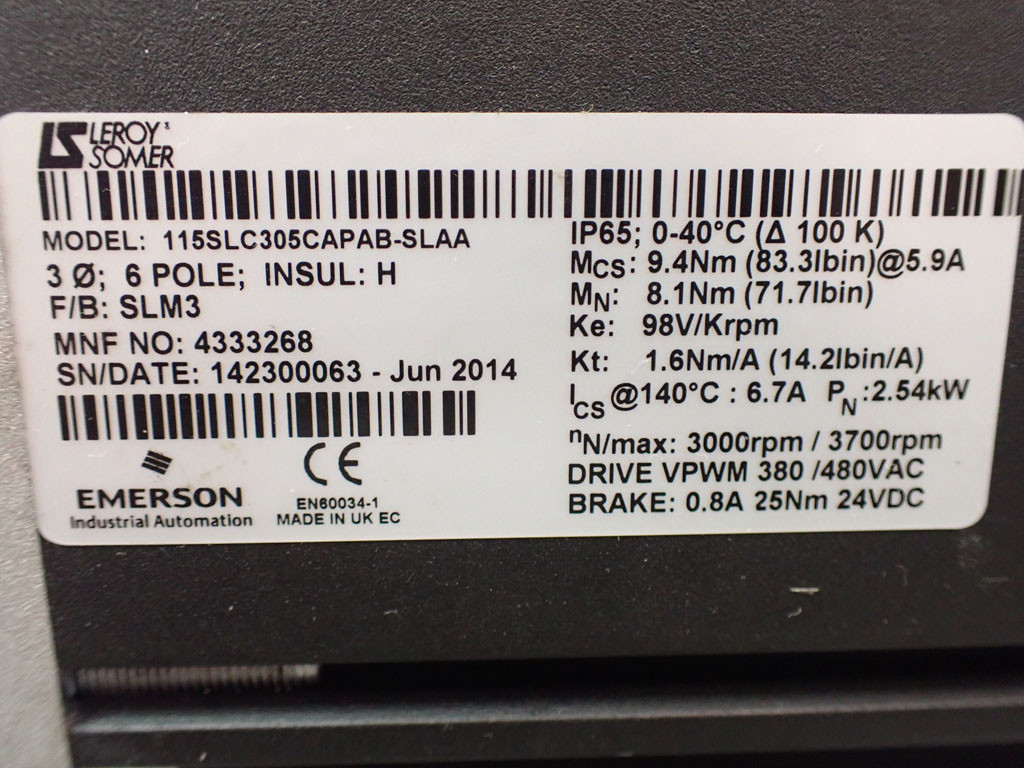 LS LEROY
SOMER
MODEL: 115SLC305CAPAB-SLAA
3 Ø; 6 POLE; INSUL: H
F/B: SLM3
MNF NO: 4333268
SN/DATE: 142300063 - Jun 2014
EMERSON
Industrial Automation
CE
EN60034-1
MADE IN UK EC
IP65; 0-40°C (Δ 100 K)
MCS: 9.4Nm (83.3lbin)@5.9A
MN: 8.1Nm (71.7lbin)
Ke: 98V/Krpm
Kt: 1.6Nm/A (14.2lbin/A)
ICS @140°C : 6.7A PN:2.54kW
nN/max: 3000rpm / 3700rpm
DRIVE VPWM 380 /480VAC
BRAKE: 0.8A 25Nm 24VDC